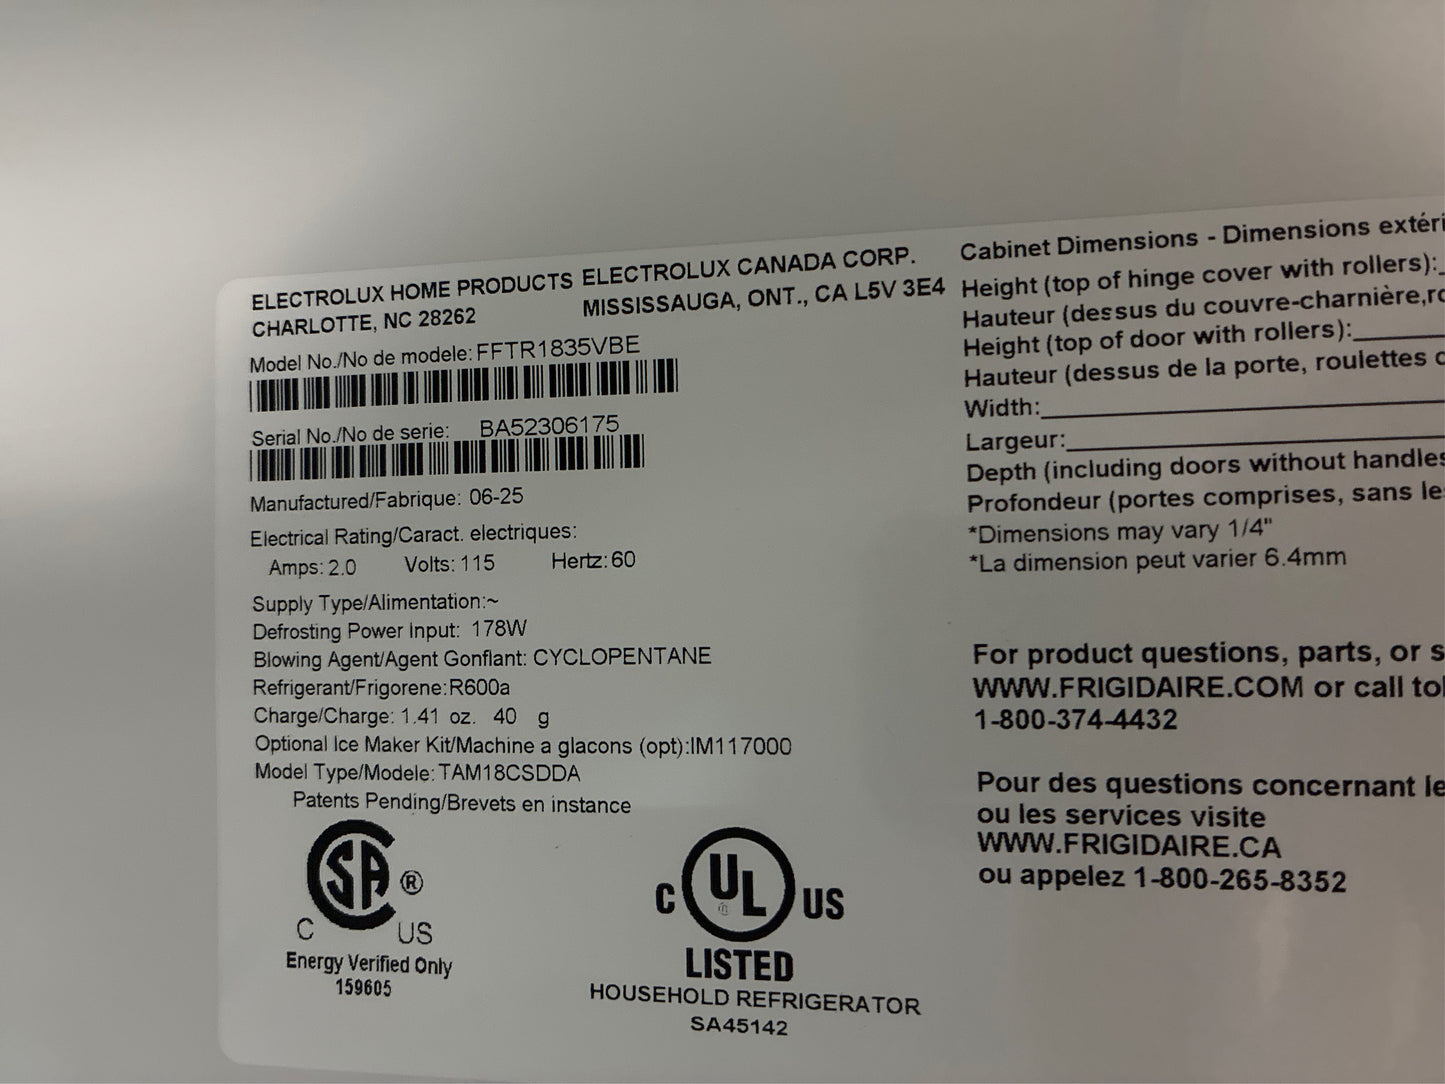 ELECTROLUX HOME PRODUCTS ELECTROLUX CANADA CORP.
CHARLOTTE, NC 28262 MISSISSAUGA, ONT., CA L5V 3E4
Model No./No de modele: FFTR1835VBE
Serial No./No de serie: BA52306175
Manufactured/Fabrique: 06-25
Electrical Rating/Caract. electriques:
Amps: 2.0 Volts: 115 Hertz: 60
Supply Type/Alimentation:~
Defrosting Power Input: 178W
Blowing Agent/Agent Gonflant: CYCLOPENTANE
Refrigerant/Frigorene: R600a
Charge/Charge: 1.41 oz. 40 g
Optional Ice Maker Kit/Machine a glacons (opt):IM117000
Model Type/Modele: TAM18CSDDA
Patents Pending/Brevets en instance
SA ®
C US
Energy Verified Only
159605
C UL US
LISTED
HOUSEHOLD REFRIGERATOR
SA45142
Cabinet Dimensions - Dimensions extéri
Height (top of hinge cover with rollers):
Hauteur (dessus du couvre-charnière,ro
Height (top of door with rollers):
Hauteur (dessus de la porte, roulettes
Width:
Largeur:
Depth (including doors without handles
Profondeur (portes comprises, sans les
*Dimensions may vary 1/4"
*La dimension peut varier 6.4mm
For product questions, parts, or s
WWW.FRIGIDAIRE.COM or call tol
1-800-374-4432
Pour des questions concernant le
ou les services visite
WWW.FRIGIDAIRE.CA
ou appelez 1-800-265-8352